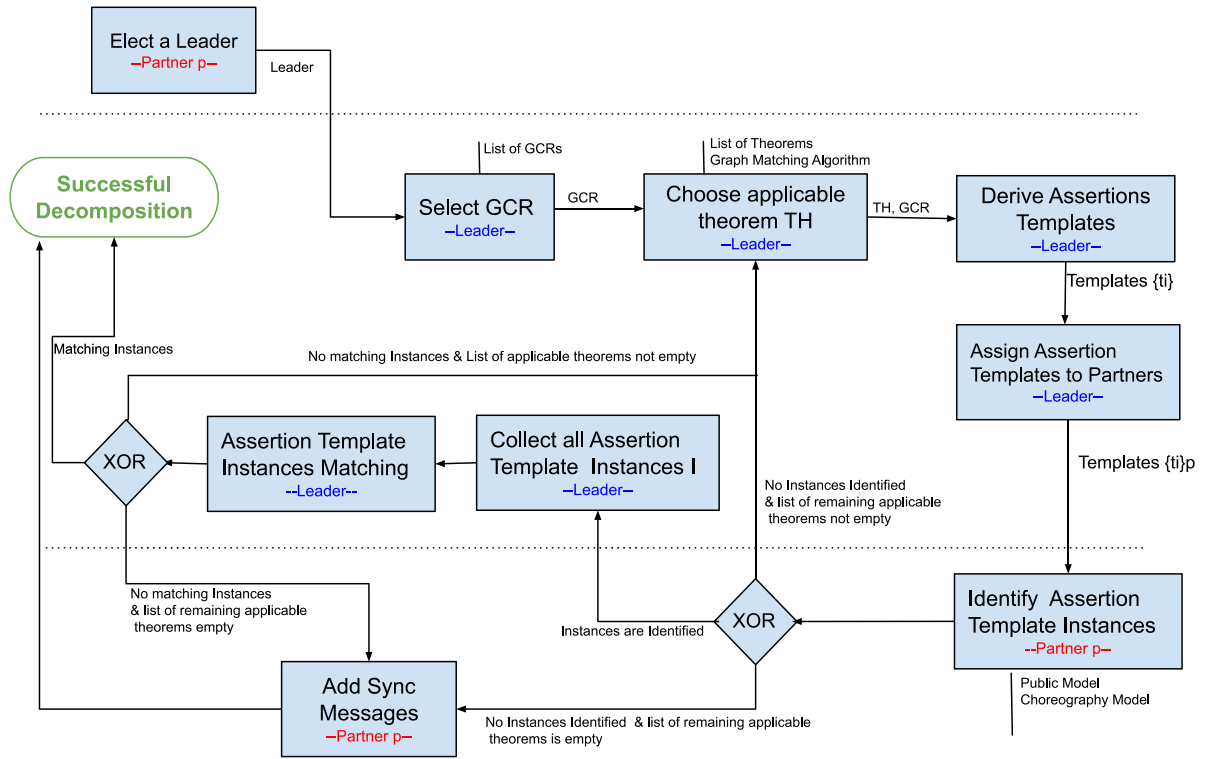 Elect a Leader
--Partner p--
Leader
List of GCRs
List of Theorems
Graph Matching Algorithm
Successful
Decomposition
Select GCR
--Leader--
GCR
Choose applicable
theorem TH
--Leader--
TH, GCR
Derive Assertions
Templates
--Leader--
Templates {ti}
Matching Instances
No matching Instances & List of applicable theorems not empty
Assign Assertion
Templates to Partners
--Leader--
XOR
Assertion Template
Instances Matching
--Leader--
Collect all Assertion
Template Instances I
--Leader--
Templates {ti}p
No Instances Identified
& list of remaining applicable
theorems not empty
No matching Instances
& list of remaining applicable
theorems empty
Instances are Identified
XOR
Identify Assertion
Template Instances
--Partner p--
Public Model
Choreography Model
Add Sync
Messages
--Partner p--
No Instances Identified & list of remaining applicable
theorems is empty